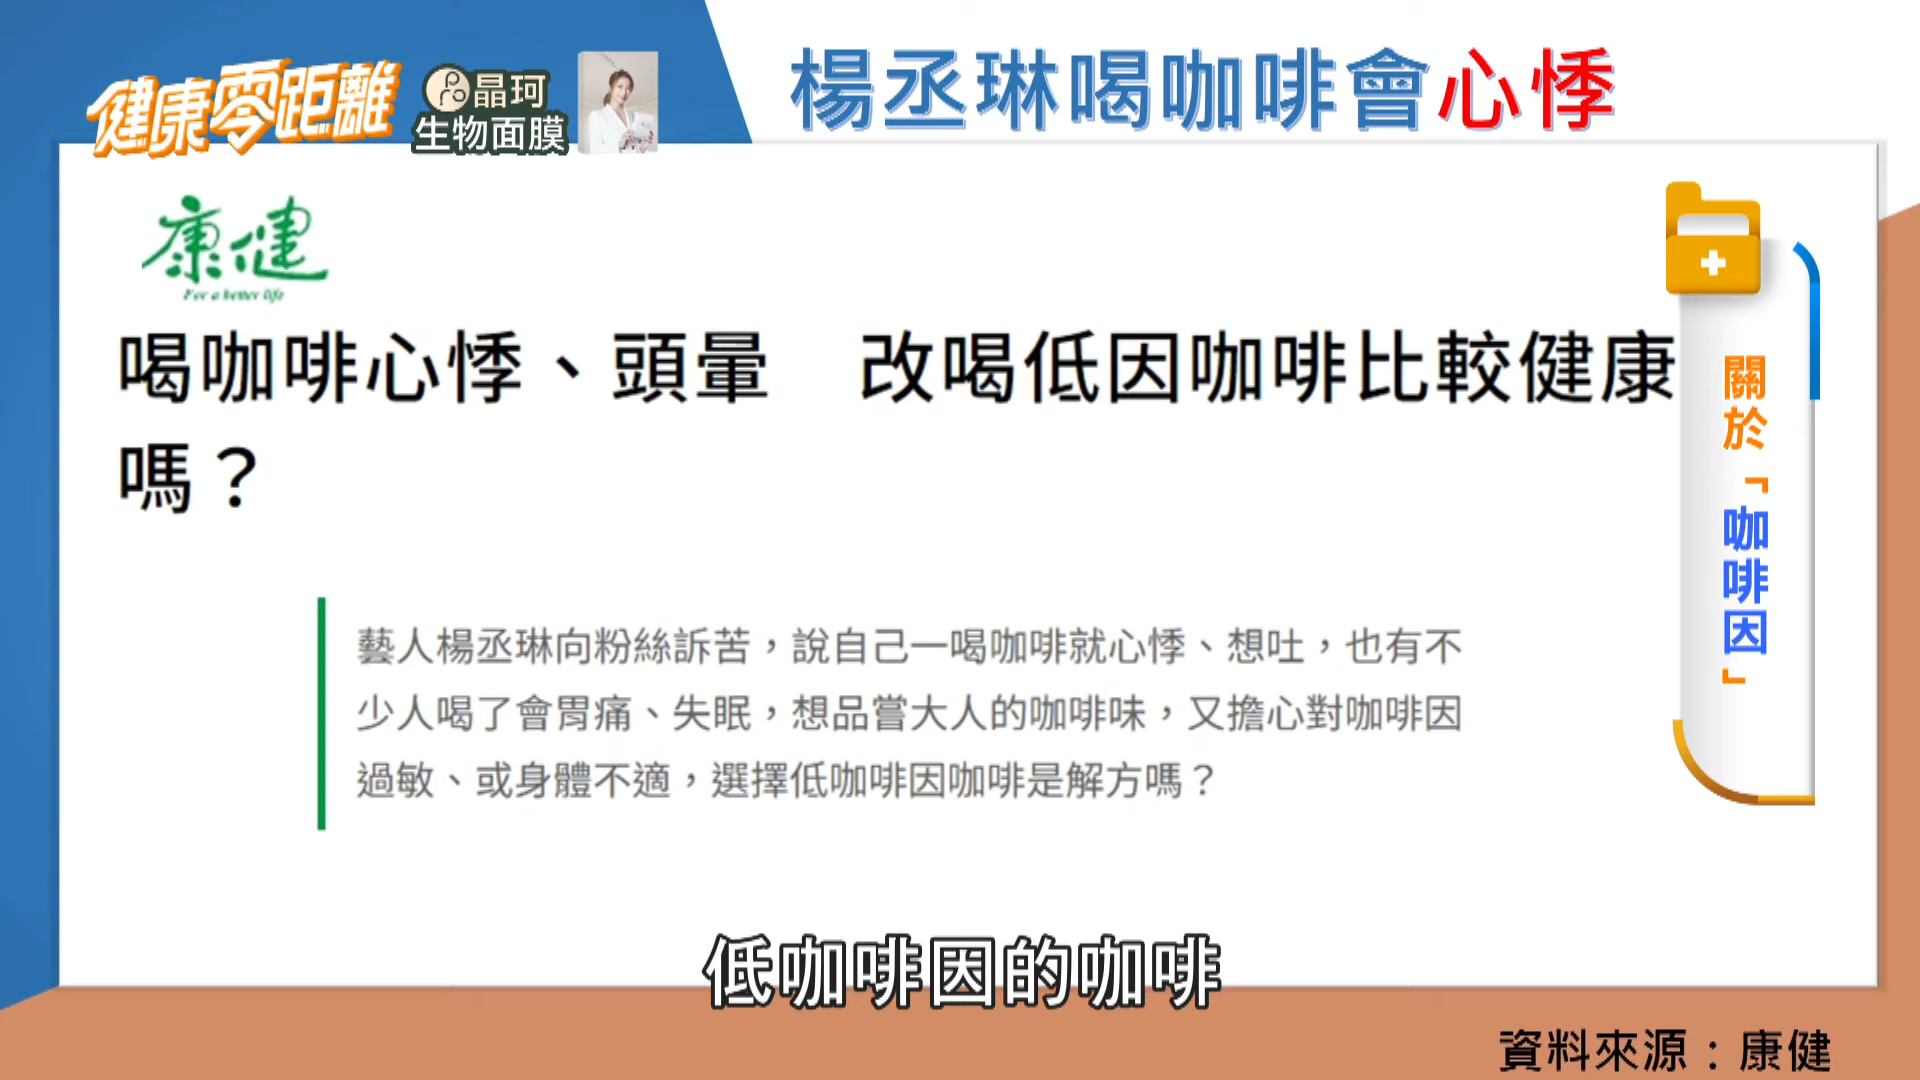 健康零距離
晶珂
生物面膜
楊丞琳喝咖啡會心悸
康健
For a better life
喝咖啡心悸、頭暈　改喝低因咖啡比較健康
嗎？
藝人楊丞琳向粉絲訴苦，說自己一喝咖啡就心悸、想吐，也有不
少人喝了會胃痛、失眠，想品嘗大人的咖啡味，又擔心對咖啡因
過敏、或身體不適，選擇低咖啡因咖啡是解方嗎？
關於「咖啡因」
低咖啡因的咖啡
資料來源：康健